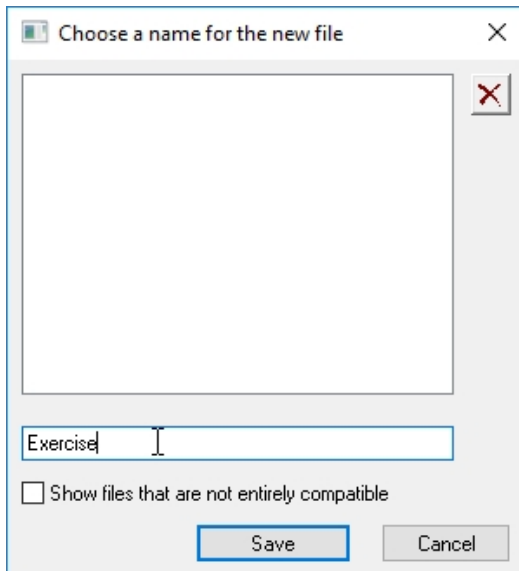 Choose a name for the new file
Exercise
Show files that are not entirely compatible
Save
Cancel